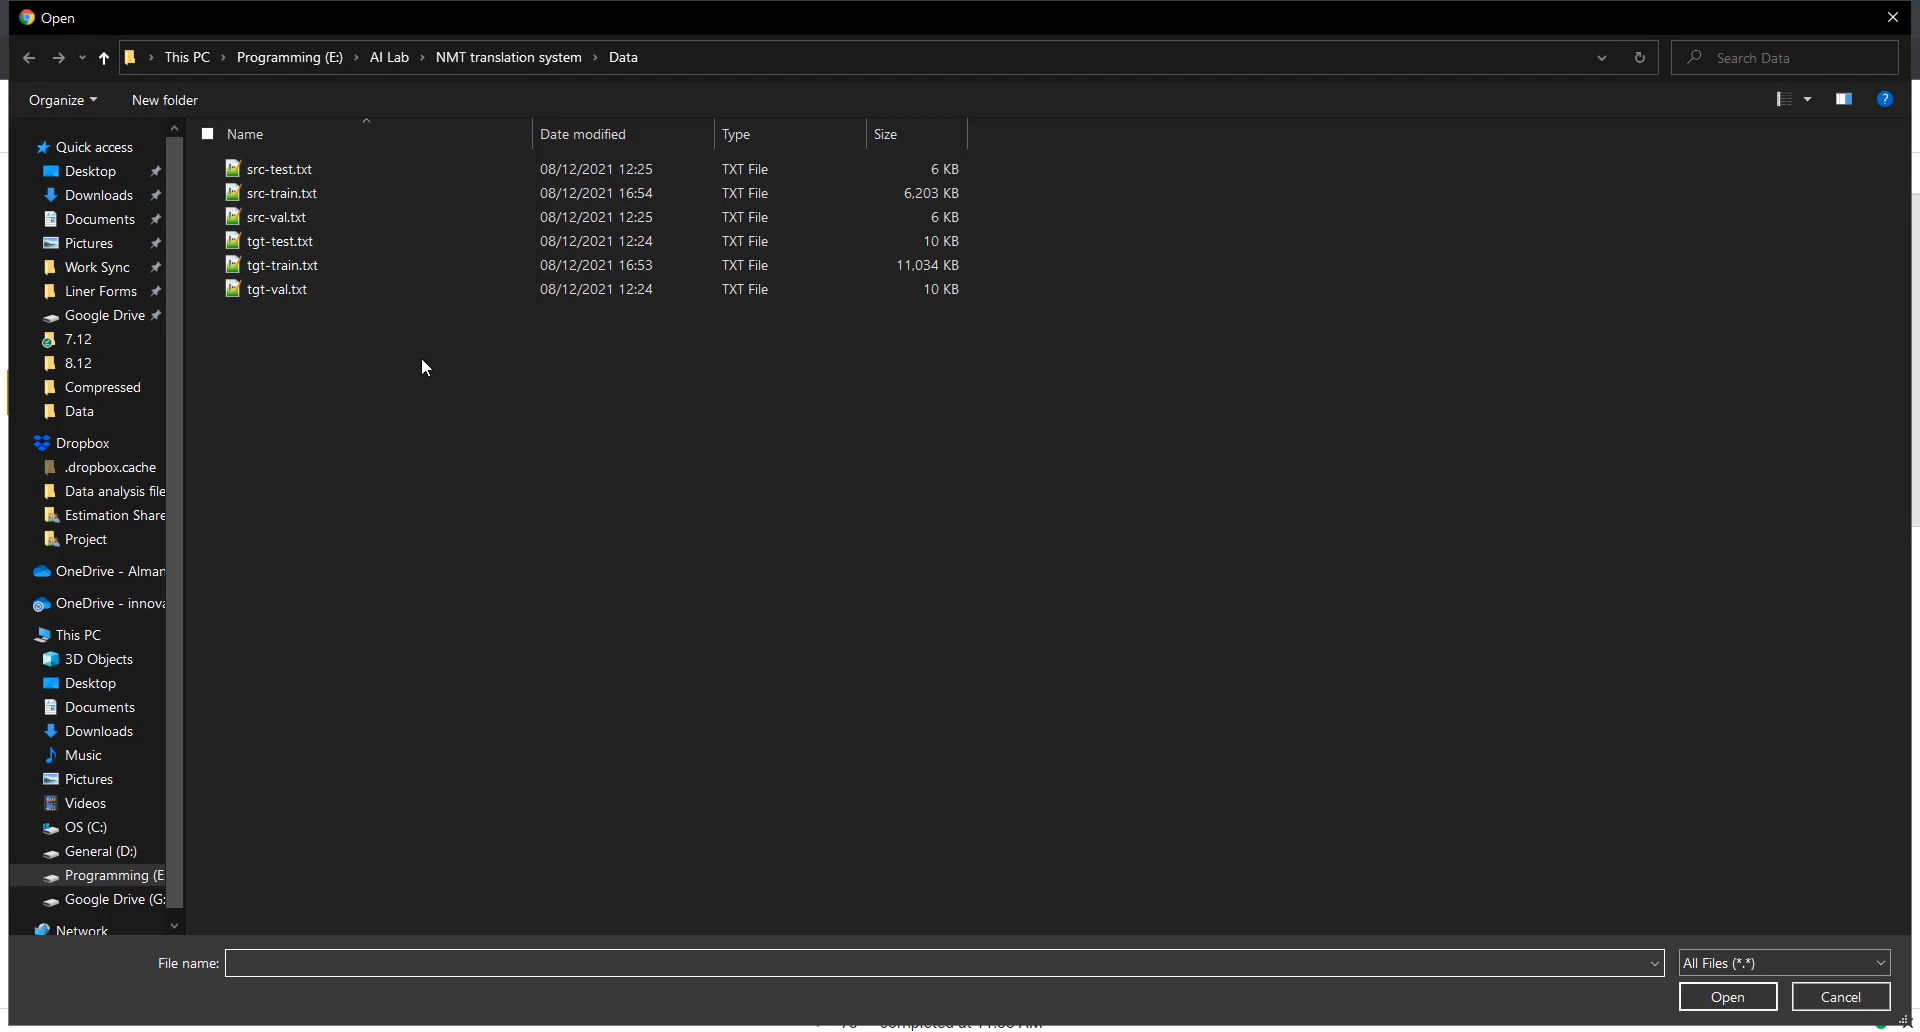 Open
This PC > Programming (E:) > AI Lab > NMT translation system > Data
Search Data
Organize
New folder
Name
Date modified
Type
Size
src-test.txt 08/12/2021 12:25 TXT File 6 KB
src-train.txt 08/12/2021 16:54 TXT File 6,203 KB
src-val.txt 08/12/2021 12:25 TXT File 6 KB
tgt-test.txt 08/12/2021 12:24 TXT File 10 KB
tgt-train.txt 08/12/2021 16:53 TXT File 11,034 KB
tgt-val.txt 08/12/2021 12:24 TXT File 10 KB
Quick access
Desktop
Downloads
Documents
Pictures
Work Sync
Liner Forms
Google Drive
7.12
8.12
Compressed
Data
Dropbox
.dropbox.cache
Data analysis file
Estimation Share
Project
OneDrive - Alman
OneDrive - innova
This PC
3D Objects
Desktop
Documents
Downloads
Music
Pictures
Videos
OS (C:)
General (D:)
Programming (E
Google Drive (G:
Network
File name:
All Files (*.*)
Open
Cancel